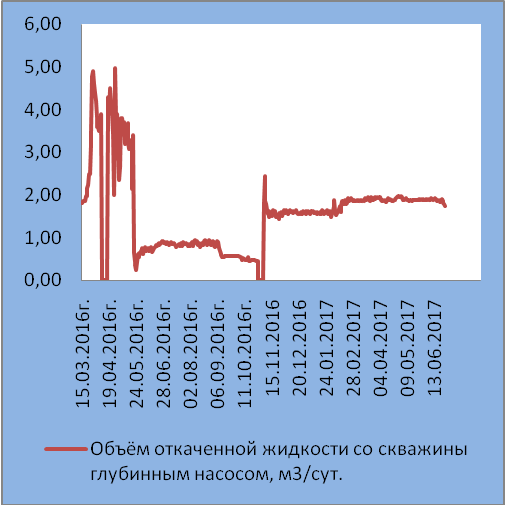 6,00
5,00
4,00
3,00
2,00
1,00
0,00
15.03.2016г.
19.04.2016г.
24.05.2016г.
28.06.2016г.
02.08.2016г.
06.09.2016г.
11.10.2016г.
15.11.2016
20.12.2016
24.01.2017
28.02.2017
04.04.2017
09.05.2017
13.06.2017
Объём откаченной жидкости со скважины
глубинным насосом, м3/сут.